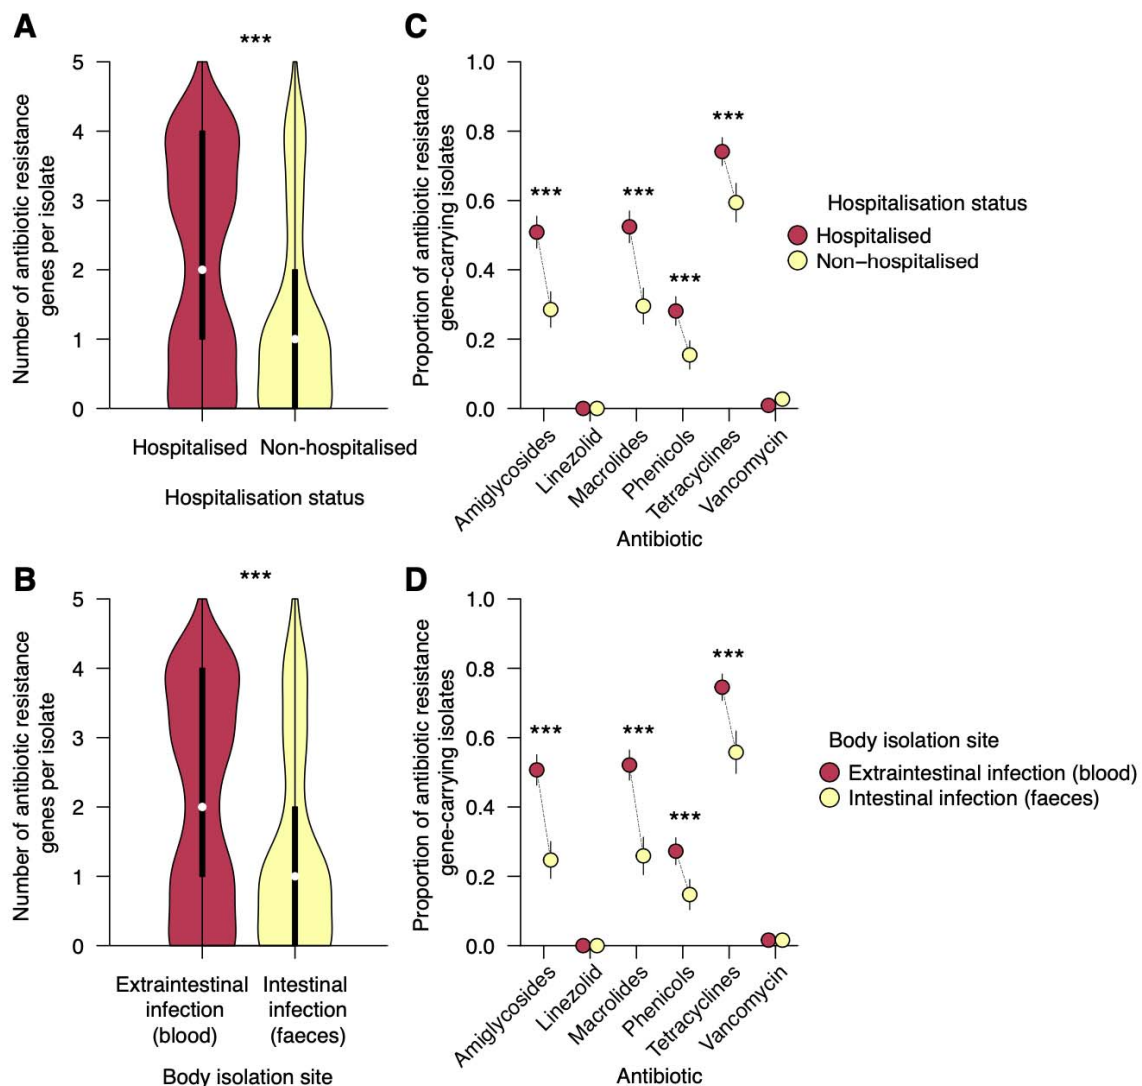 A
***
Number of antibiotic resistance
genes per isolate
5
4
3
2
1
0
Hospitalised Non-hospitalised
Hospitalisation status
C
Proportion of antibiotic resistance
gene-carrying isolates
1.0
0.8
0.6
0.4
0.2
0.0
***
***
***
***
Amiglycosides
Linezolid
Macrolides
Phenicols
Tetracyclines
Vancomycin
Antibiotic
Hospitalisation status
Hospitalised
Non-hospitalised
B
***
Number of antibiotic resistance
genes per isolate
5
4
3
2
1
0
Extraintestinal
infection
(blood)
Intestinal
infection
(faeces)
Body isolation site
D
Proportion of antibiotic resistance
gene-carrying isolates
1.0
0.8
0.6
0.4
0.2
0.0
***
***
***
***
Amiglycosides
Linezolid
Macrolides
Phenicols
Tetracyclines
Vancomycin
Antibiotic
Body isolation site
Extraintestinal infection (blood)
Intestinal infection (faeces)